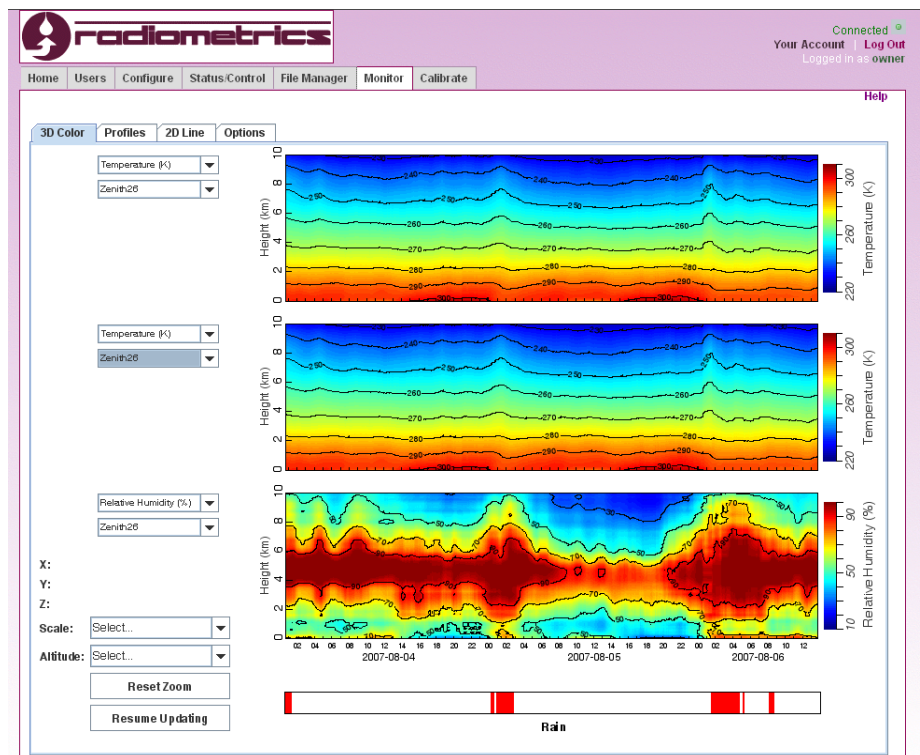 radiometrics
Connected
Your Account | Log Out
Logged in as owner
Home Users Configure Status/Control File Manager Monitor Calibrate
Help
3D Color Profiles 2D Line Options
Temperature (K)
Zenith26
Height (km)
0 2 4 6 8 10
240 250 260 270 280 290 300
220 260 300
Temperature (K)
Temperature (K)
Zenith26
Height (km)
0 2 4 6 8 10
250 260 270 280 290 300
220 260 300
Temperature (K)
Relative Humidity (%)
Zenith26
Height (km)
0 2 4 6 8 10
50 70
10 50 90
Relative Humidity (%)
02 04 06 08 10 12 14 16 18 20 22 00 02 04 06 08 10 12 14 16 18 20 22 00 02 04 06 08 10 12
2007-08-04 2007-08-05 2007-08-06
X:
Y:
Z:
Scale: Select...
Altitude: Select...
Reset Zoom
Resume Updating
Rain